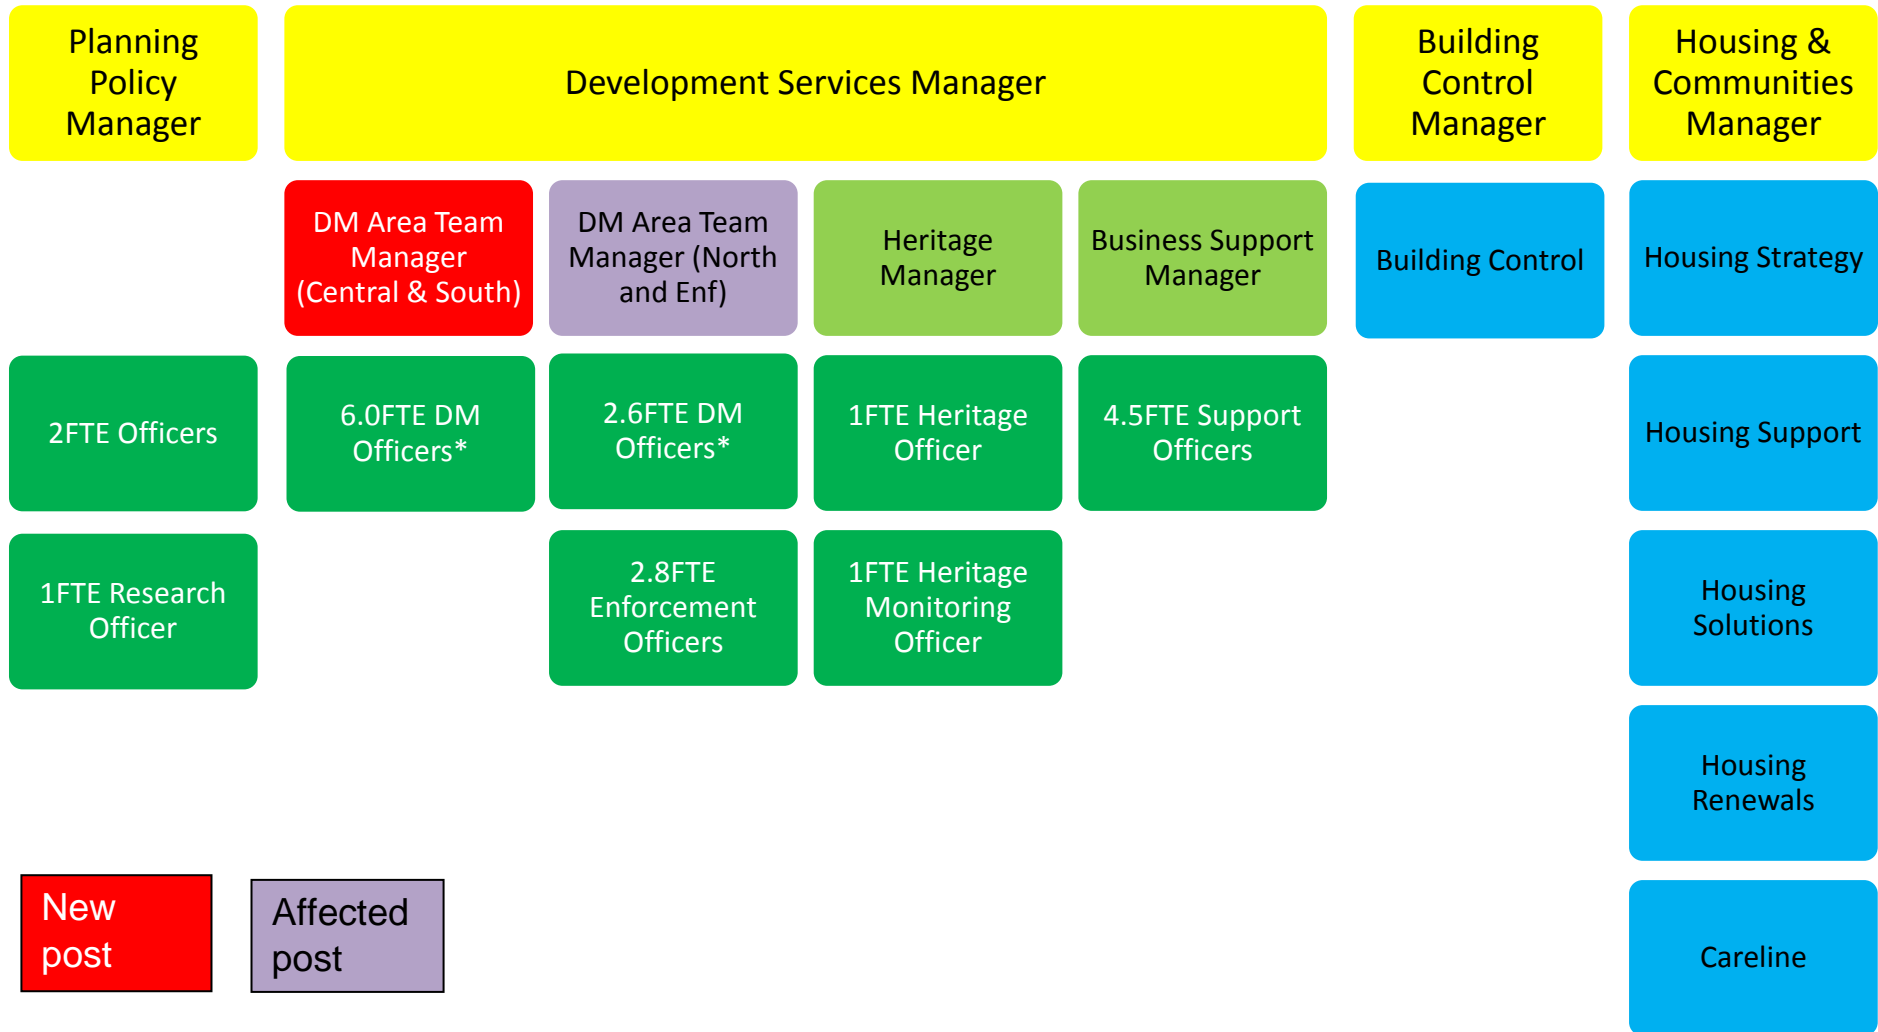 Planning
Policy
Manager
Development Services Manager
Building
Control
Manager
Housing &
Communities
Manager
DM Area Team
Manager
(Central & South)
DM Area Team
Manager (North
and Enf)
Heritage
Manager
Business Support
Manager
Building Control
Housing Strategy
2FTE Officers
6.0FTE DM
Officers*
2.6FTE DM
Officers*
1FTE Heritage
Officer
4.5FTE Support
Officers
Housing Support
1FTE Research
Officer
2.8FTE
Enforcement
Officers
1FTE Heritage
Monitoring
Officer
Housing
Solutions
Housing
Renewals
New
post
Affected
post
Careline